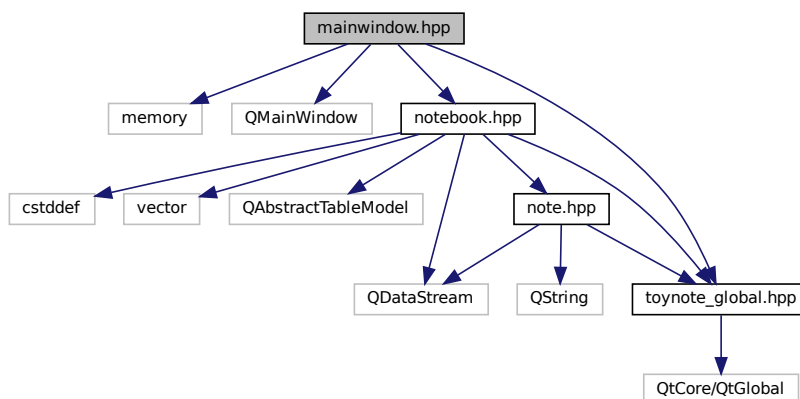 mainwindow.hpp
memory
QMainWindow
notebook.hpp
cstddef
vector
QAbstractTableModel
note.hpp
QDataStream
QString
toynote_global.hpp
QtCore/QtGlobal